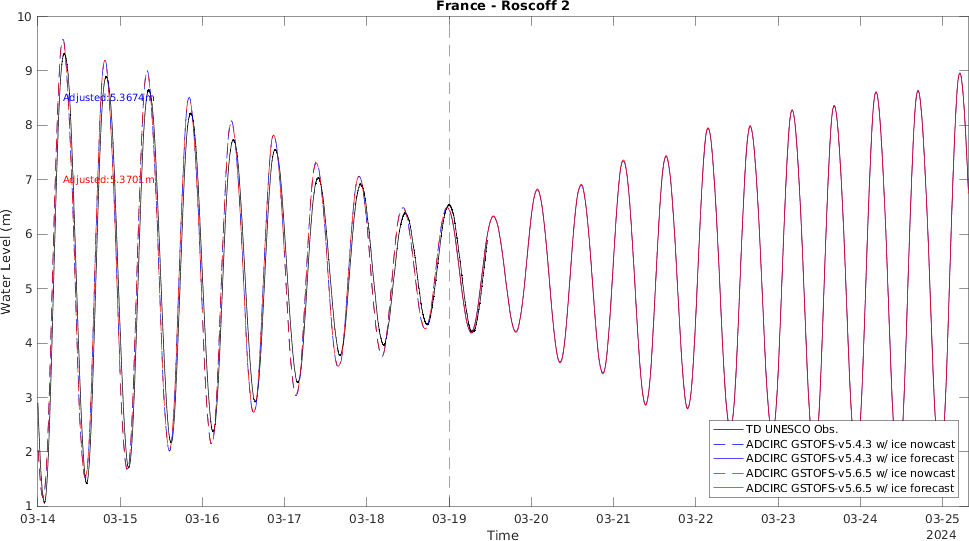 France - Roscoff 2
10
9
8
7
6
5
4
3
2
1
Water Level (m)
Adjusted:5.3674m
Adjusted:5.3701m
TD UNESCO Obs.
ADCIRC GSTOFS-v5.4.3 w/ ice nowcast
ADCIRC GSTOFS-v5.4.3 w/ ice forecast
ADCIRC GSTOFS-v5.6.5 w/ ice nowcast
ADCIRC GSTOFS-v5.6.5 w/ ice forecast
03-14 03-15 03-16 03-17 03-18 03-19 03-20 03-21 03-22 03-23 03-24 03-25
2024
Time